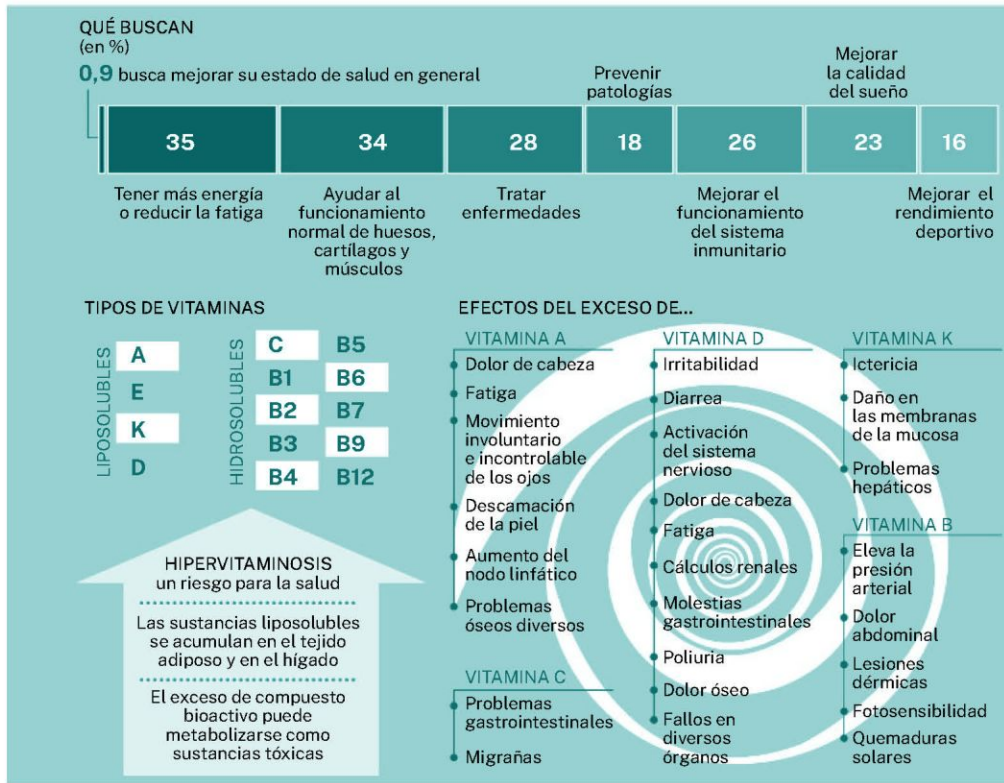 QUÉ BUSCAN
(en %)
0,9 busca mejorar su estado de salud en general
Prevenir
patologías
Mejorar
la calidad
del sueño
35
34
28
18
26
23
16
Tener más energía
o reducir la fatiga
Ayudar al
funcionamiento
normal de huesos,
cartílagos y
músculos
Tratar
enfermedades
Mejorar el
funcionamiento
del sistema
inmunitario
Mejorar el
rendimiento
deportivo
TIPOS DE VITAMINAS
LIPOSOLUBLES
A
E
K
D
HIDROSOLUBLES
C
B1
B2
B3
B4
B5
B6
B7
B9
B12
HIPERVITAMINOSIS
un riesgo para la salud
Las sustancias liposolubles
se acumulan en el tejido
adiposo y en el hígado
El exceso de compuesto
bioactivo puede
metabolizarse como
sustancias tóxicas
EFECTOS DEL EXCESO DE...
VITAMINA A
Dolor de cabeza
Fatiga
Movimiento
involuntario
e incontrolable
de los ojos
Descamación
de la piel
Aumento del
nodo linfático
Problemas
óseos diversos
VITAMINA C
Problemas
gastrointestinales
Migrañas
VITAMINA D
Irritabilidad
Diarrea
Activación
del sistema
nervioso
Dolor de cabeza
Fatiga
Cálculos renales
Molestias
gastrointestinales
Poliuria
Dolor óseo
Fallos en
diversos
órganos
VITAMINA K
Ictericia
Daño en
las membranas
de la mucosa
Problemas
hepáticos
VITAMINA B
Eleva la
presión
arterial
Dolor
abdominal
Lesiones
dérmicas
Fotosensibilidad
Quemaduras
solares